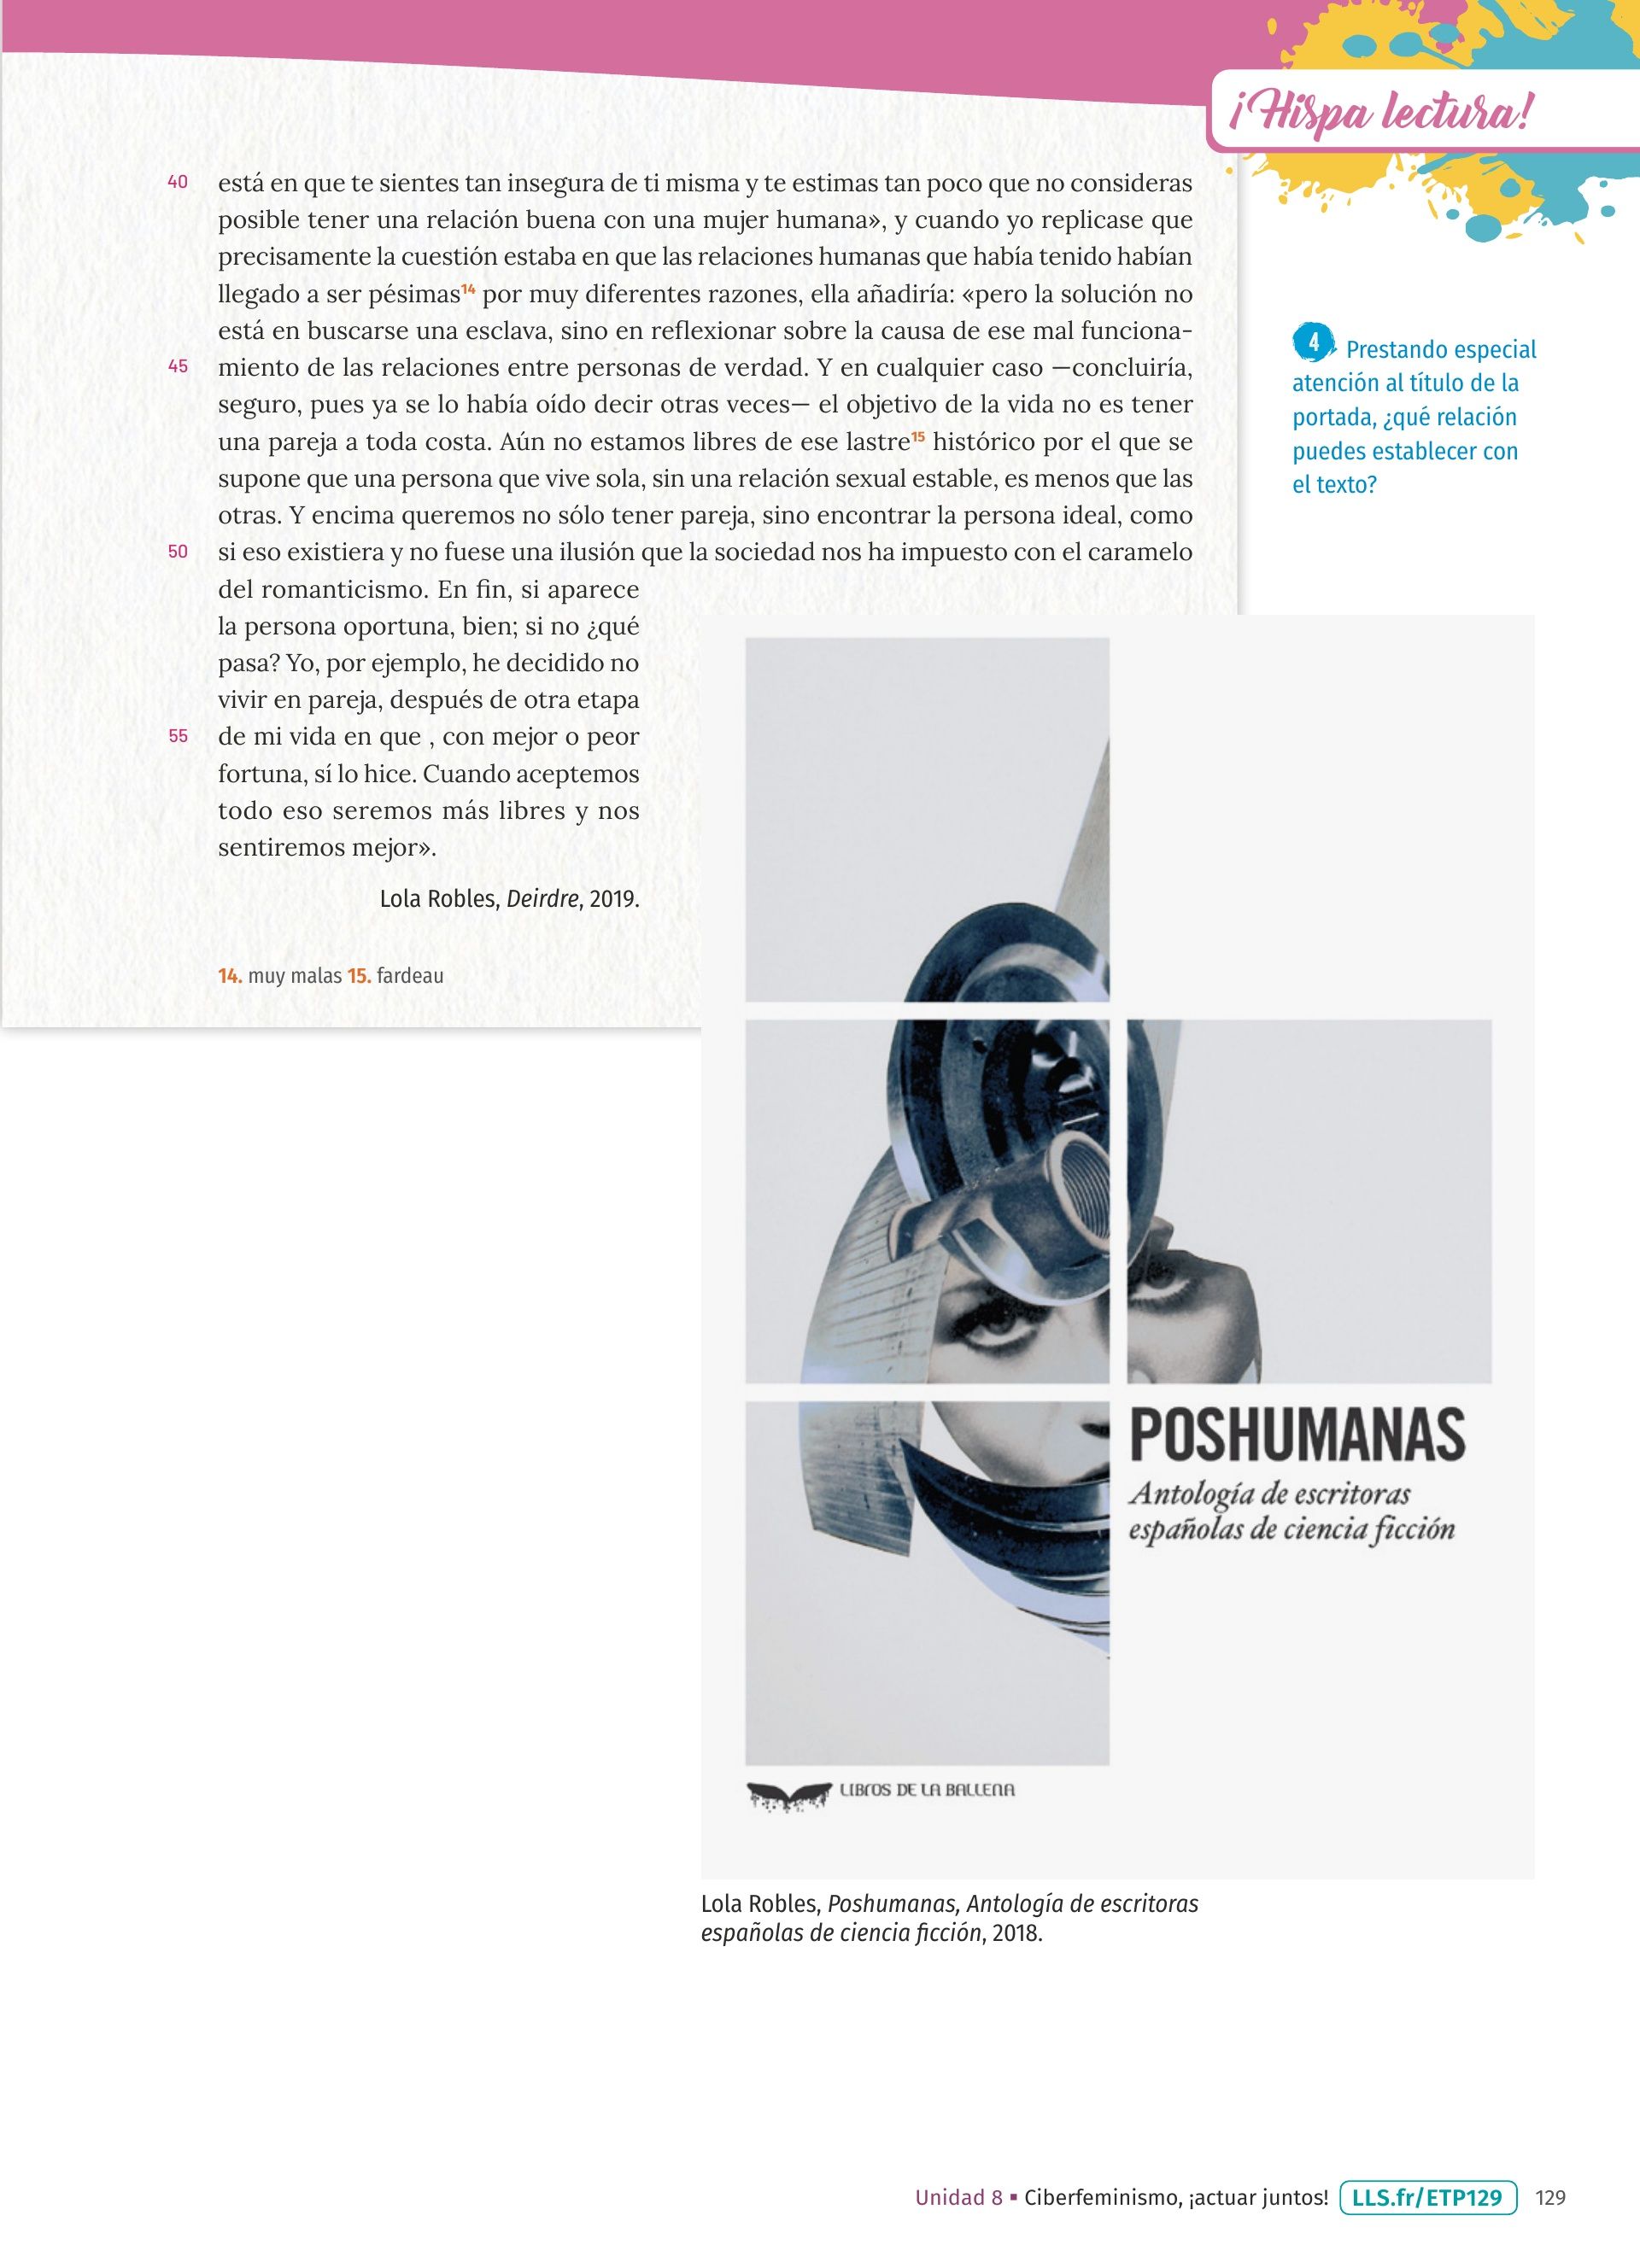 ¡Hispa lectura!
40 está en que te sientes tan insegura de ti misma y te estimas tan poco que no consideras
posible tener una relación buena con una mujer humana», y cuando yo replicase que
precisamente la cuestión estaba en que las relaciones humanas que había tenido habían
llegado a ser pésimas14 por muy diferentes razones, ella añadiría: «pero la solución no
está en buscarse una esclava, sino en reflexionar sobre la causa de ese mal funciona-
45 miento de las relaciones entre personas de verdad. Y en cualquier caso —concluiría,
seguro, pues ya se lo había oído decir otras veces— el objetivo de la vida no es tener
una pareja a toda costa. Aún no estamos libres de ese lastre15 histórico por el que se
supone que una persona que vive sola, sin una relación sexual estable, es menos que las
otras. Y encima queremos no sólo tener pareja, sino encontrar la persona ideal, como
50 si eso existiera y no fuese una ilusión que la sociedad nos ha impuesto con el caramelo
del romanticismo. En fin, si aparece
la persona oportuna, bien; si no ¿qué
pasa? Yo, por ejemplo, he decidido no
vivir en pareja, después de otra etapa
55 de mi vida en que , con mejor o peor
fortuna, sí lo hice. Cuando aceptemos
todo eso seremos más libres y nos
sentiremos mejor».
Lola Robles, Deirdre, 2019.
14. muy malas 15. fardeau
4 Prestando especial
atención al título de la
portada, ¿qué relación
puedes establecer con
el texto?
POSHUMANAS
Antología de escritoras
españolas de ciencia ficción
LIBROS DE LA BALLENA
Lola Robles, Poshumanas, Antología de escritoras
españolas de ciencia ficción, 2018.
Unidad 8 ▪ Ciberfeminismo, ¡actuar juntos! LLS.fr/ETP129 129